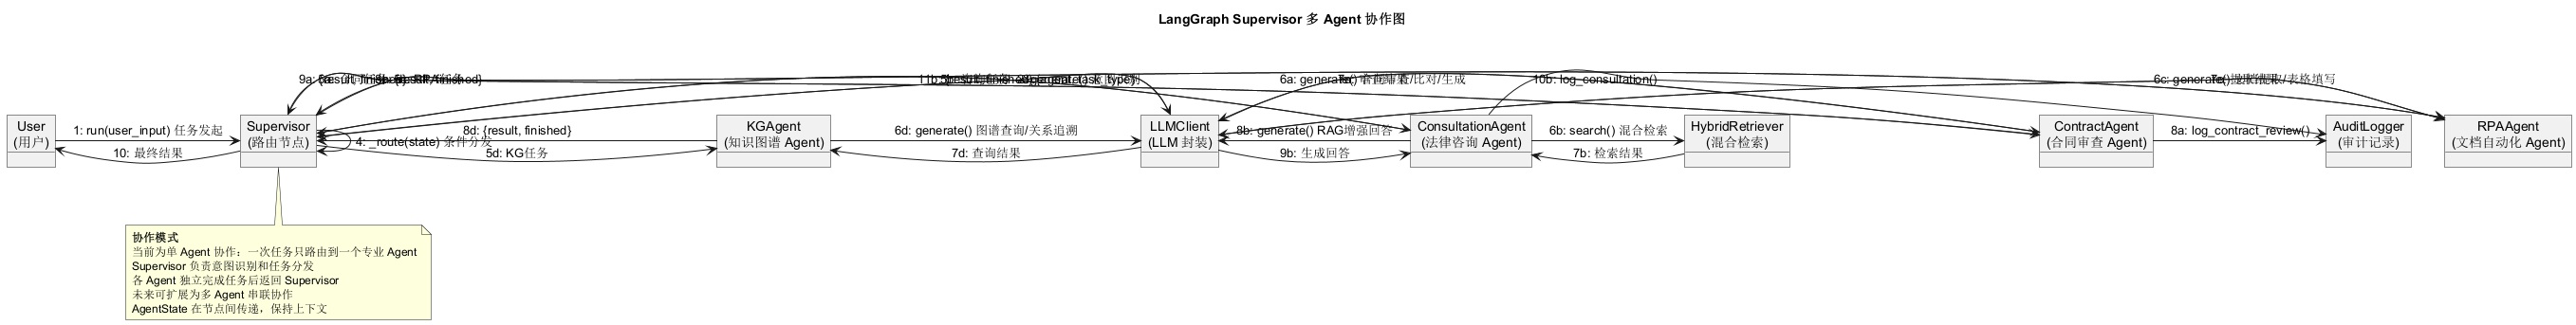 LangGraph Supervisor 多 Agent 协作图
9a: {result, finished}
10b: log_consultation()
6a: generate()
6c: generate()
User
(用户)
1: run(user_input) 任务发起
10: 最终结果
Supervisor
(路由节点)
4: _route(state) 条件分发
8d: {result, finished}
5d: KG任务
KGAgent
(知识图谱 Agent)
6d: generate() 图谱查询/关系追溯
7d: 查询结果
LLMClient
(LLM 封装)
8b: generate() RAG增强回答
9b: 生成回答
ConsultationAgent
(法律咨询 Agent)
6b: search() 混合检索
7b: 检索结果
HybridRetriever
(混合检索)
ContractAgent
(合同审查 Agent)
8a: log_contract_review()
AuditLogger
(审计记录)
RPAAgent
(文档自动化 Agent)
协作模式
当前为单 Agent 协作：一次任务只路由到一个专业 Agent
Supervisor 负责意图识别和任务分发
各 Agent 独立完成任务后返回 Supervisor
未来可扩展为多 Agent 串联协作
AgentState 在节点间传递，保持上下文